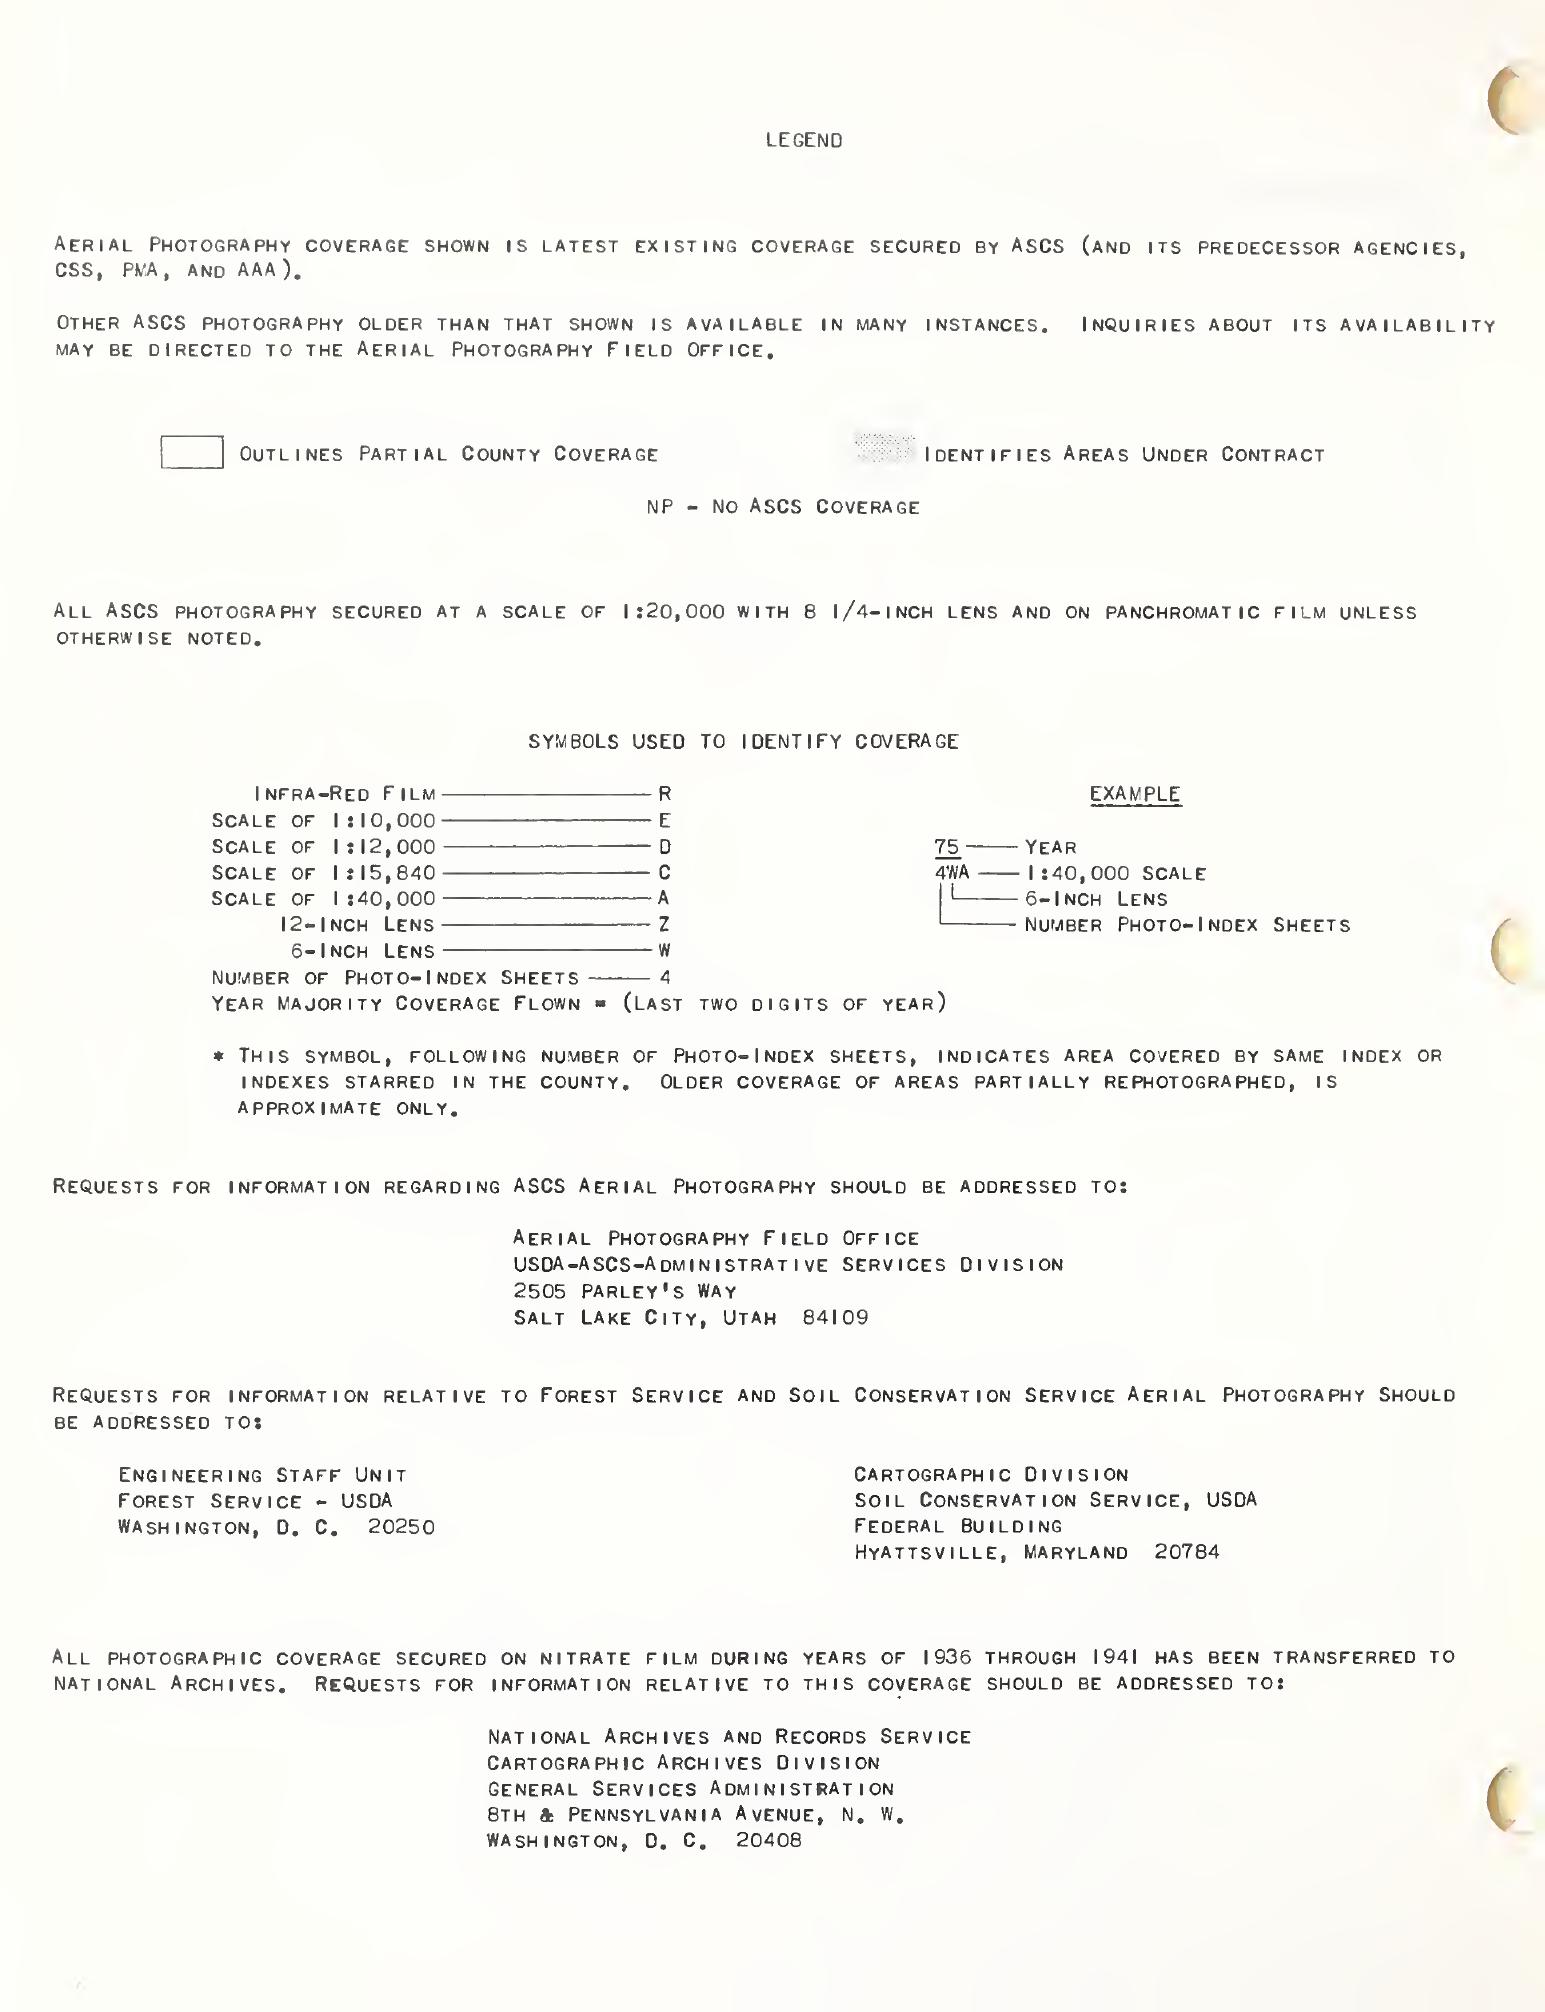 LEGEND
AERIAL PHOTOGRAPHY COVERAGE SHOWN IS LATEST EXISTING COVERAGE SECURED BY ASCS (AND ITS PREDECESSOR AGENCIES,
CSS, PMA, AND AAA).
OTHER ASCS PHOTOGRAPHY OLDER THAN THAT SHOWN IS AVAILABLE IN MANY INSTANCES. INQUIRIES ABOUT ITS AVAILABILITY
MAY BE DIRECTED TO THE AERIAL PHOTOGRAPHY FIELD OFFICE.
OUTLINES PARTIAL COUNTY COVERAGE
IDENTIFIES AREAS UNDER CONTRACT
NP - NO ASCS COVERAGE
ALL ASCS PHOTOGRAPHY SECURED AT A SCALE OF 1:20,000 WITH 8 1/4-INCH LENS AND ON PANCHROMATIC FILM UNLESS
OTHERWISE NOTED.
SYMBOLS USED TO IDENTIFY COVERAGE
INFRA-RED FILM R
SCALE OF 1:10,000 E
SCALE OF 1:12,000 D
SCALE OF 1:15,840 C
SCALE OF 1:40,000 A
12-INCH LENS Z
6-INCH LENS W
NUMBER OF PHOTO-INDEX SHEETS 4
YEAR MAJORITY COVERAGE FLOWN = (LAST TWO DIGITS OF YEAR)
EXAMPLE
75 YEAR
4WA 1:40,000 SCALE
6-INCH LENS
NUMBER PHOTO-INDEX SHEETS
* THIS SYMBOL, FOLLOWING NUMBER OF PHOTO-INDEX SHEETS, INDICATES AREA COVERED BY SAME INDEX OR
INDEXES STARRED IN THE COUNTY. OLDER COVERAGE OF AREAS PARTIALLY REPHOTOGRAPHED, IS
APPROXIMATE ONLY.
REQUESTS FOR INFORMATION REGARDING ASCS AERIAL PHOTOGRAPHY SHOULD BE ADDRESSED TO:
AERIAL PHOTOGRAPHY FIELD OFFICE
USDA-ASCS-ADMINISTRATIVE SERVICES DIVISION
2505 PARLEY'S WAY
SALT LAKE CITY, UTAH 84109
REQUESTS FOR INFORMATION RELATIVE TO FOREST SERVICE AND SOIL CONSERVATION SERVICE AERIAL PHOTOGRAPHY SHOULD
BE ADDRESSED TO:
ENGINEERING STAFF UNIT
FOREST SERVICE - USDA
WASHINGTON, D. C. 20250
CARTOGRAPHIC DIVISION
SOIL CONSERVATION SERVICE, USDA
FEDERAL BUILDING
HYATTSVILLE, MARYLAND 20784
ALL PHOTOGRAPHIC COVERAGE SECURED ON NITRATE FILM DURING YEARS OF 1936 THROUGH 1941 HAS BEEN TRANSFERRED TO
NATIONAL ARCHIVES. REQUESTS FOR INFORMATION RELATIVE TO THIS COVERAGE SHOULD BE ADDRESSED TO:
NATIONAL ARCHIVES AND RECORDS SERVICE
CARTOGRAPHIC ARCHIVES DIVISION
GENERAL SERVICES ADMINISTRATION
8TH & PENNSYLVANIA AVENUE, N. W.
WASHINGTON, D. C. 20408